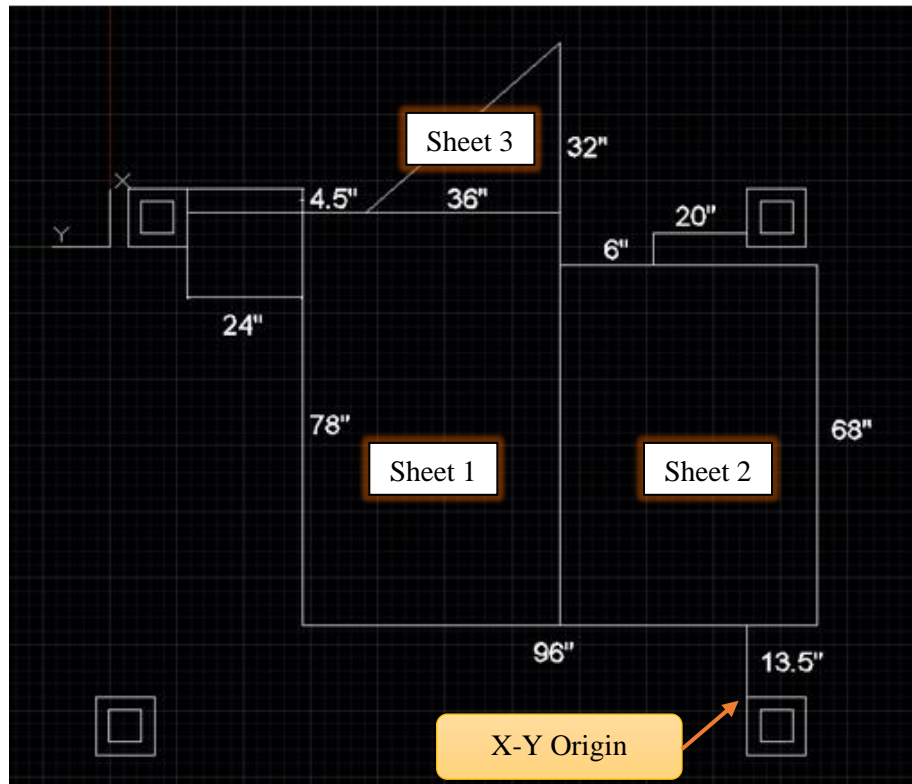 Sheet 3
32"
X
4.5"
36"
20"
Y
6"
24"
78"
68"
Sheet 1
Sheet 2
96"
13.5"
X-Y Origin